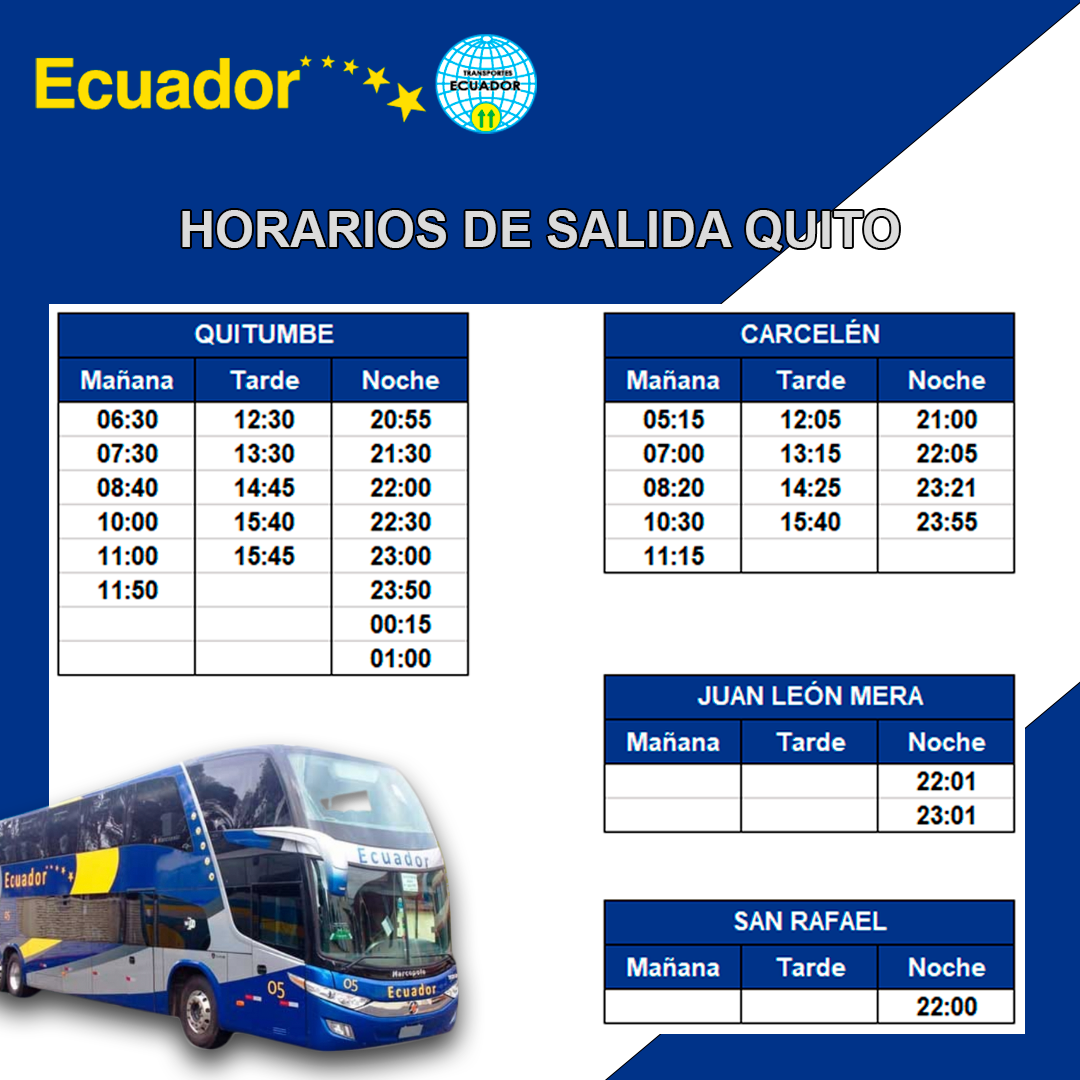 Ecuador
TRANSPORTES
ECUADOR
HORARIOS DE SALIDA QUITO
QUITUMBE
Mañana Tarde Noche
06:30 12:30 20:55
07:30 13:30 21:30
08:40 14:45 22:00
10:00 15:40 22:30
11:00 15:45 23:00
11:50 23:50
00:15
01:00
CARCELÉN
Mañana Tarde Noche
05:15 12:05 21:00
07:00 13:15 22:05
08:20 14:25 23:21
10:30 15:40 23:55
11:15
JUAN LEÓN MERA
Mañana Tarde Noche
22:01
23:01
SAN RAFAEL
Mañana Tarde Noche
22:00
Ecuador
Ecuador
05
Marcopolo
05
05
Ecuador